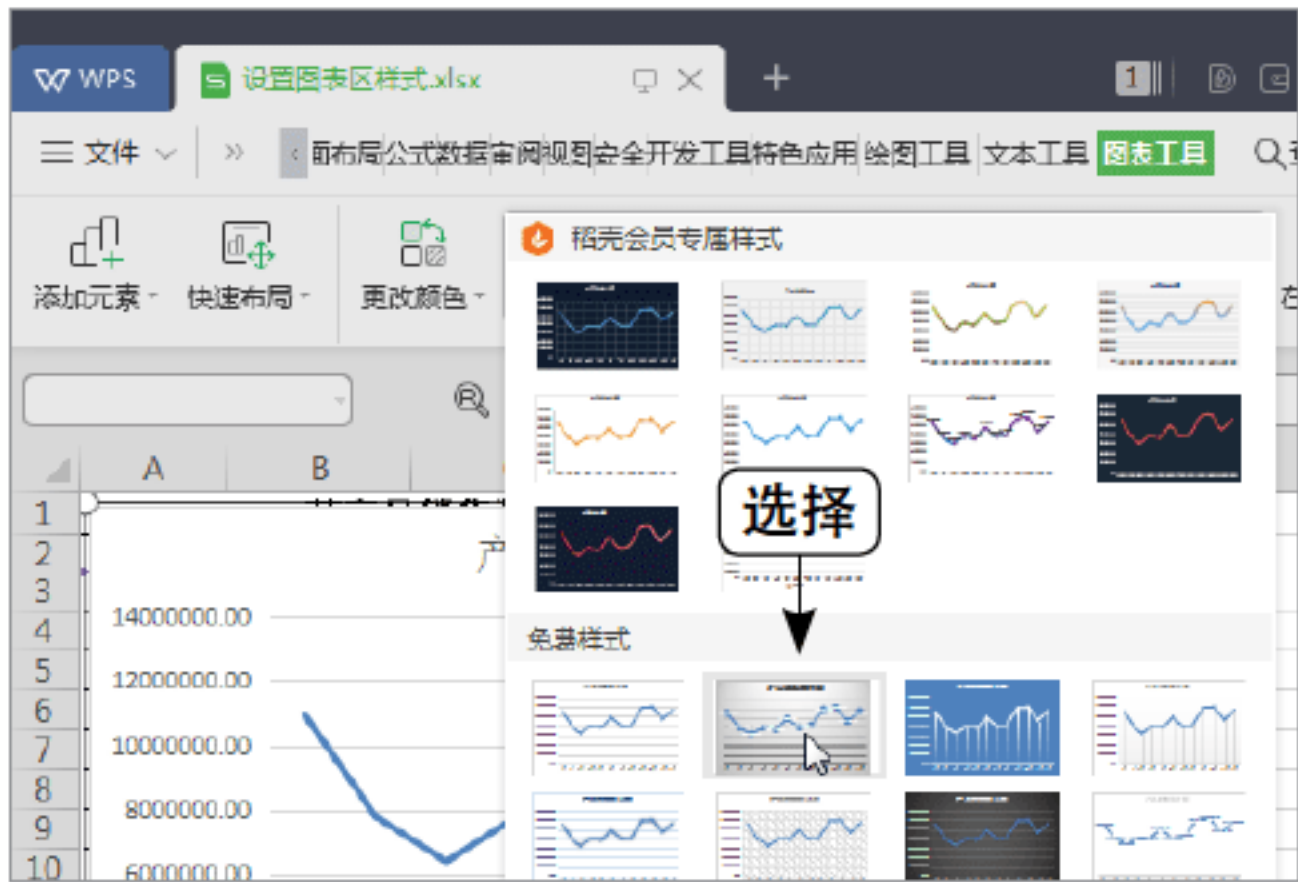 WPS 设置图表区样式.xlsx 1
文件 面布局 公式 数据 审阅 视图 安全 开发工具 特色应用 绘图工具 文本工具 图表工具
添加元素 快速布局 更改颜色
稻壳会员专属样式
选择
免费样式
A B
1
2 产
3
4 14000000.00
5 12000000.00
6
7 10000000.00
8 8000000.00
9
10 6000000.00